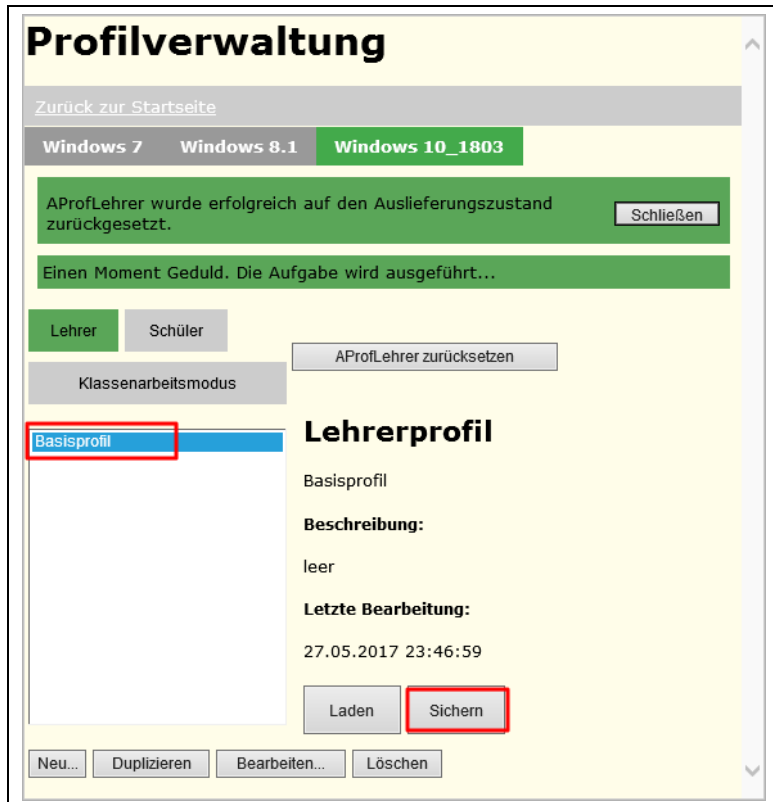 Profilverwaltung
Zurück zur Startseite
Windows 7 Windows 8.1 Windows 10_1803
AProfLehrer wurde erfolgreich auf den Auslieferungszustand
zurückgesetzt.
Schließen
Einen Moment Geduld. Die Aufgabe wird ausgeführt...
Lehrer Schüler
AProfLehrer zurücksetzen
Klassenarbeitsmodus
Basisprofil
Lehrerprofil
Basisprofil
Beschreibung:
leer
Letzte Bearbeitung:
27.05.2017 23:46:59
Laden Sichern
Neu... Duplizieren Bearbeiten... Löschen